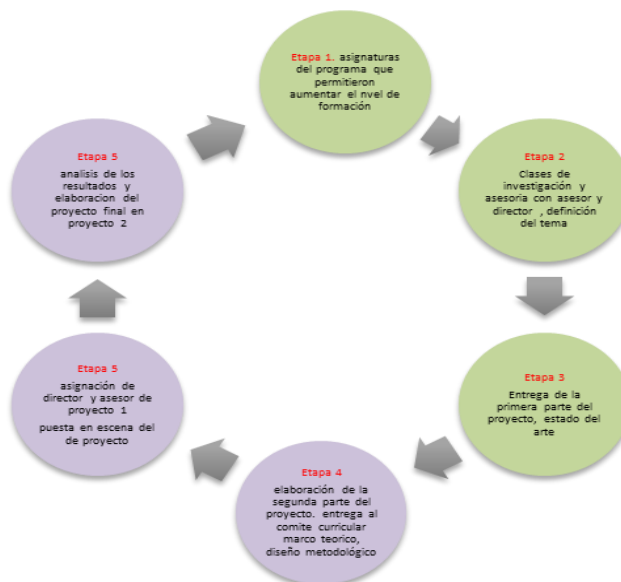 Etapa 1. asignaturas
del programa que
permitieron
aumentar el nvel de
formación
Etapa 2
Clases de
investigación y
asesoria con asesor y
director , definición
del tema
Etapa 3
Entrega de la
primera parte del
proyecto, estado del
arte
Etapa 4
elaboración de la
segunda parte del
proyecto. entrega al
comite curricular
marco teorico,
diseño metodológico
Etapa 5
asignación de
director y asesor de
proyecto 1
puesta en escena del
de proyecto
Etapa 5
analisis de los
resultados y
elaboracion del
proyecto final en
proyecto 2